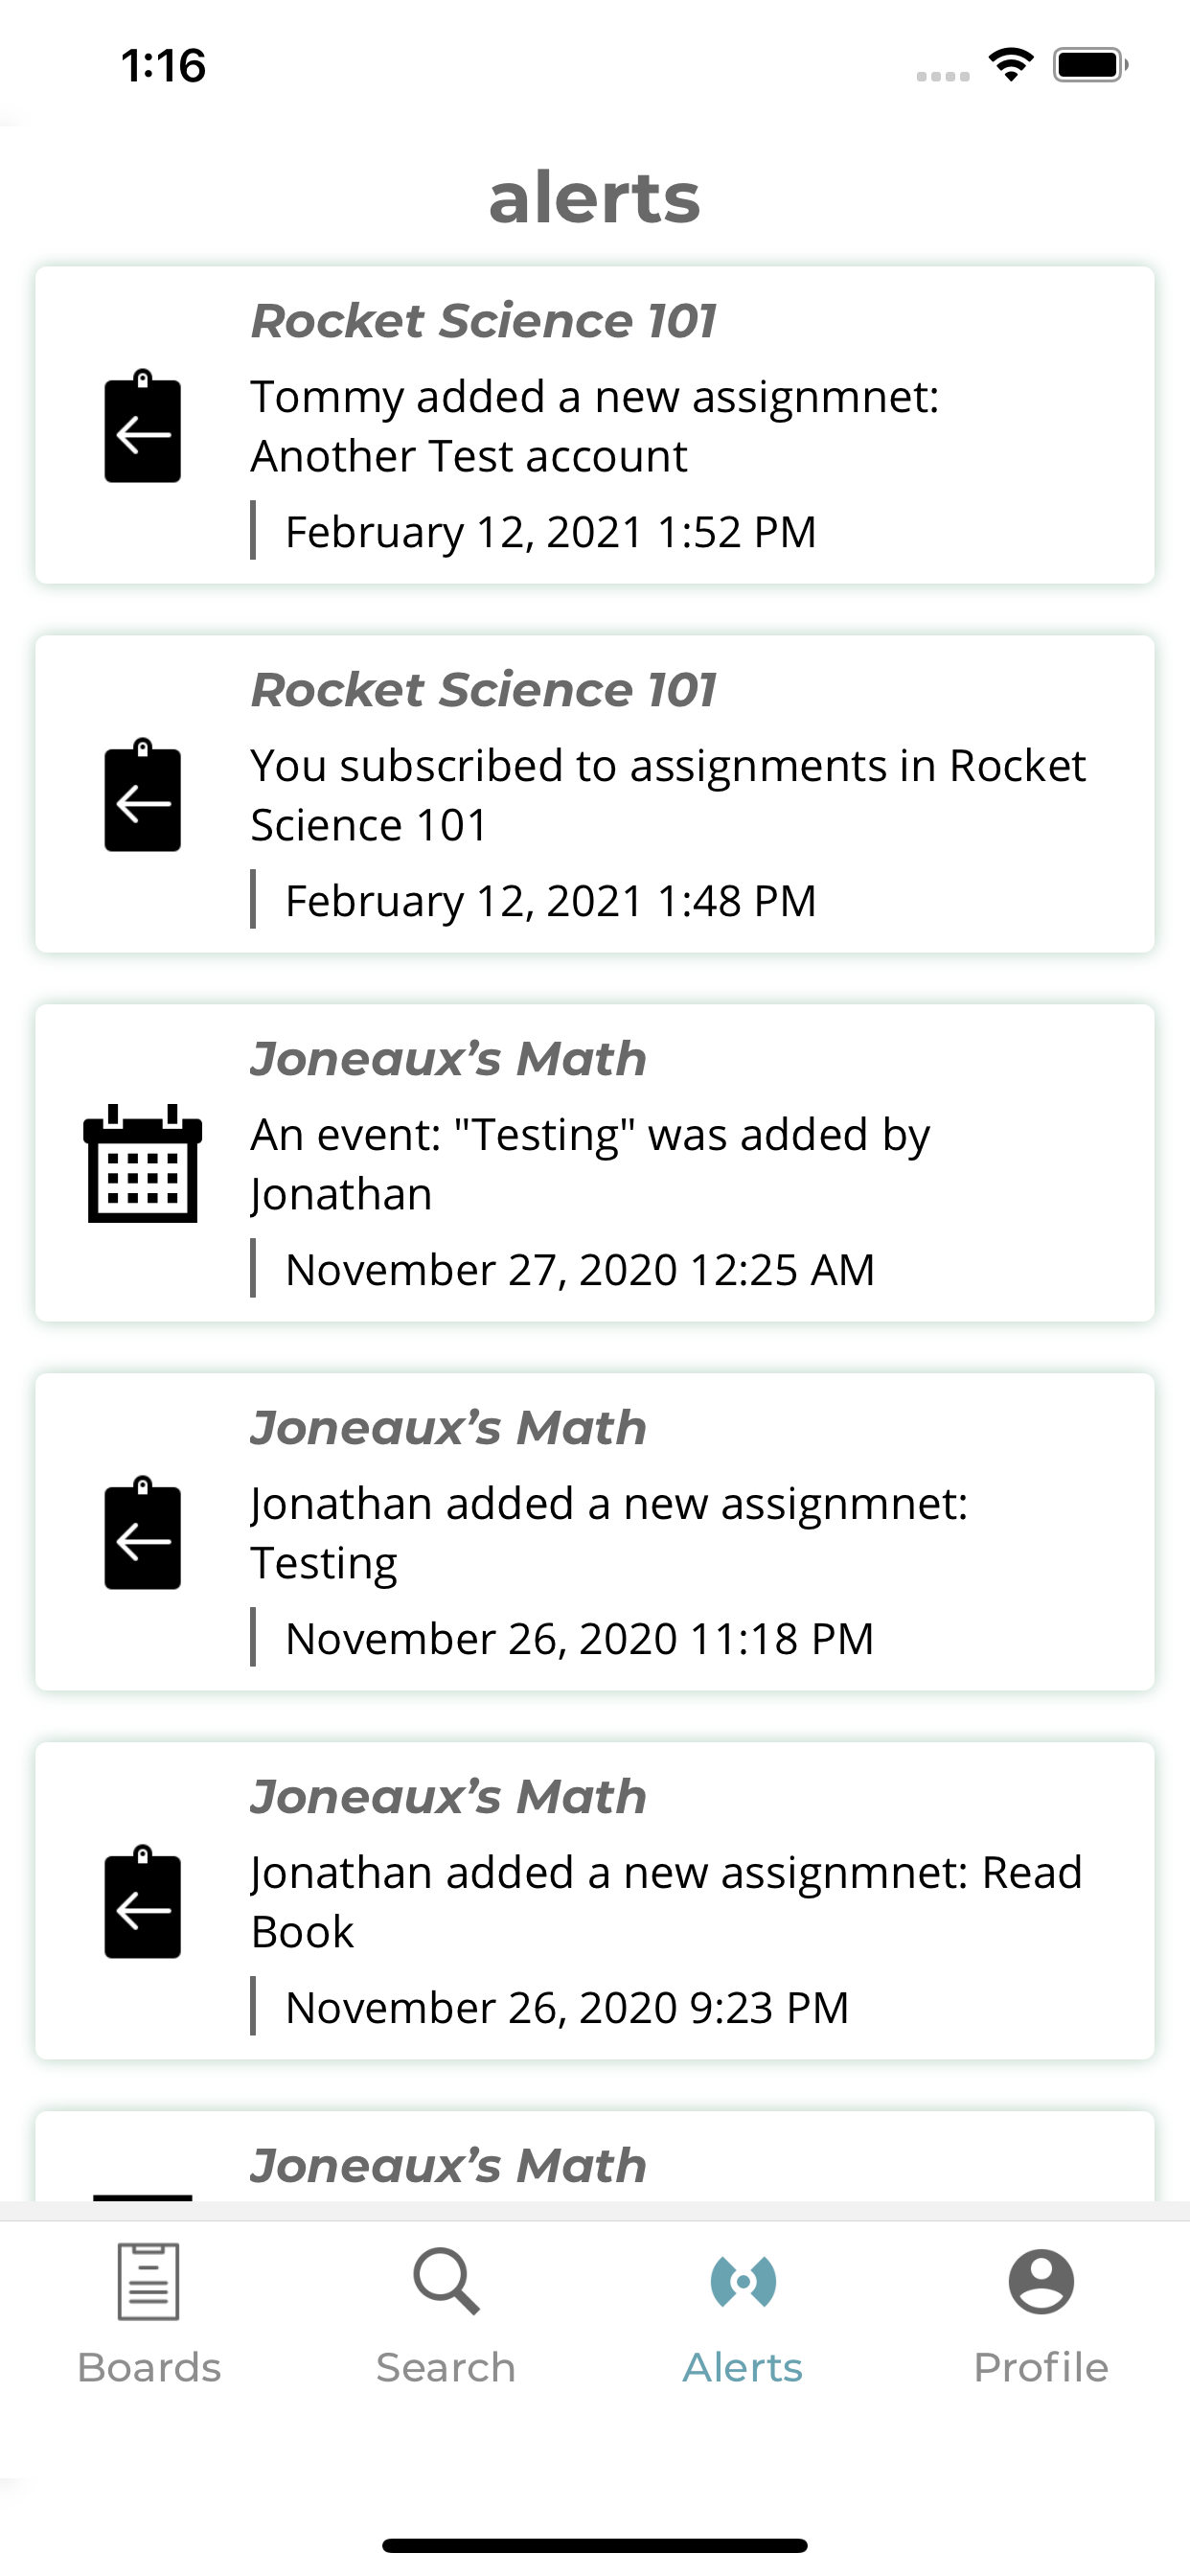 1:16
alerts
Rocket Science 101
Tommy added a new assignmnet:
Another Test account
February 12, 2021 1:52 PM
Rocket Science 101
You subscribed to assignments in Rocket
Science 101
February 12, 2021 1:48 PM
Joneaux’s Math
An event: "Testing" was added by
Jonathan
November 27, 2020 12:25 AM
Joneaux’s Math
Jonathan added a new assignmnet:
Testing
November 26, 2020 11:18 PM
Joneaux’s Math
Jonathan added a new assignmnet: Read
Book
November 26, 2020 9:23 PM
Joneaux’s Math
Boards
Search
Alerts
Profile